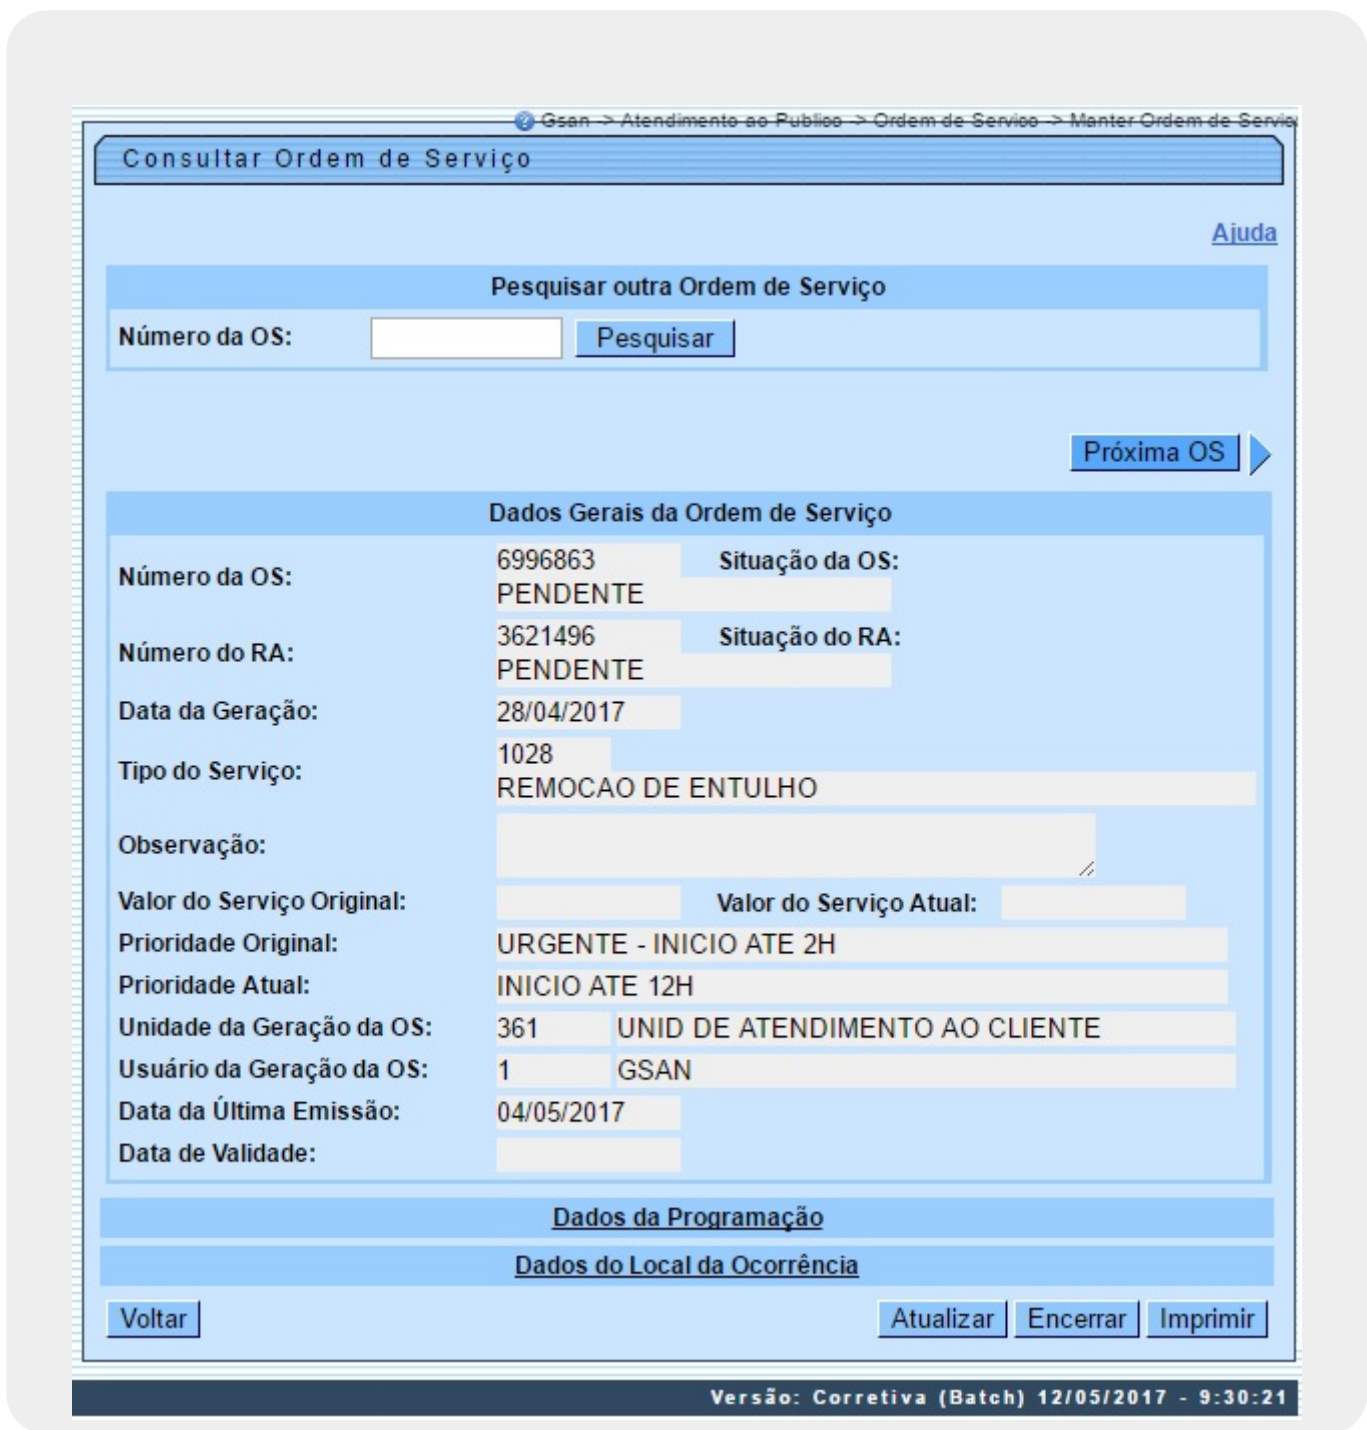 Gsan -> Atendimento ao Publico -> Ordem de Servico -> Manter Ordem de Servic
Consultar Ordem de Serviço
Ajuda
Pesquisar outra Ordem de Serviço
Número da OS: Pesquisar
Próxima OS
Dados Gerais da Ordem de Serviço
Número da OS: 6996863 Situação da OS:
PENDENTE
Número do RA: 3621496 Situação do RA:
PENDENTE
Data da Geração: 28/04/2017
Tipo do Serviço: 1028
REMOCAO DE ENTULHO
Observação:
Valor do Serviço Original: Valor do Serviço Atual:
Prioridade Original: URGENTE - INICIO ATE 2H
Prioridade Atual: INICIO ATE 12H
Unidade da Geração da OS: 361 UNID DE ATENDIMENTO AO CLIENTE
Usuário da Geração da OS: 1 GSAN
Data da Última Emissão: 04/05/2017
Data de Validade:
Dados da Programação
Dados do Local da Ocorrência
Voltar Atualizar Encerrar Imprimir
Versão: Corretiva (Batch) 12/05/2017 - 9:30:21